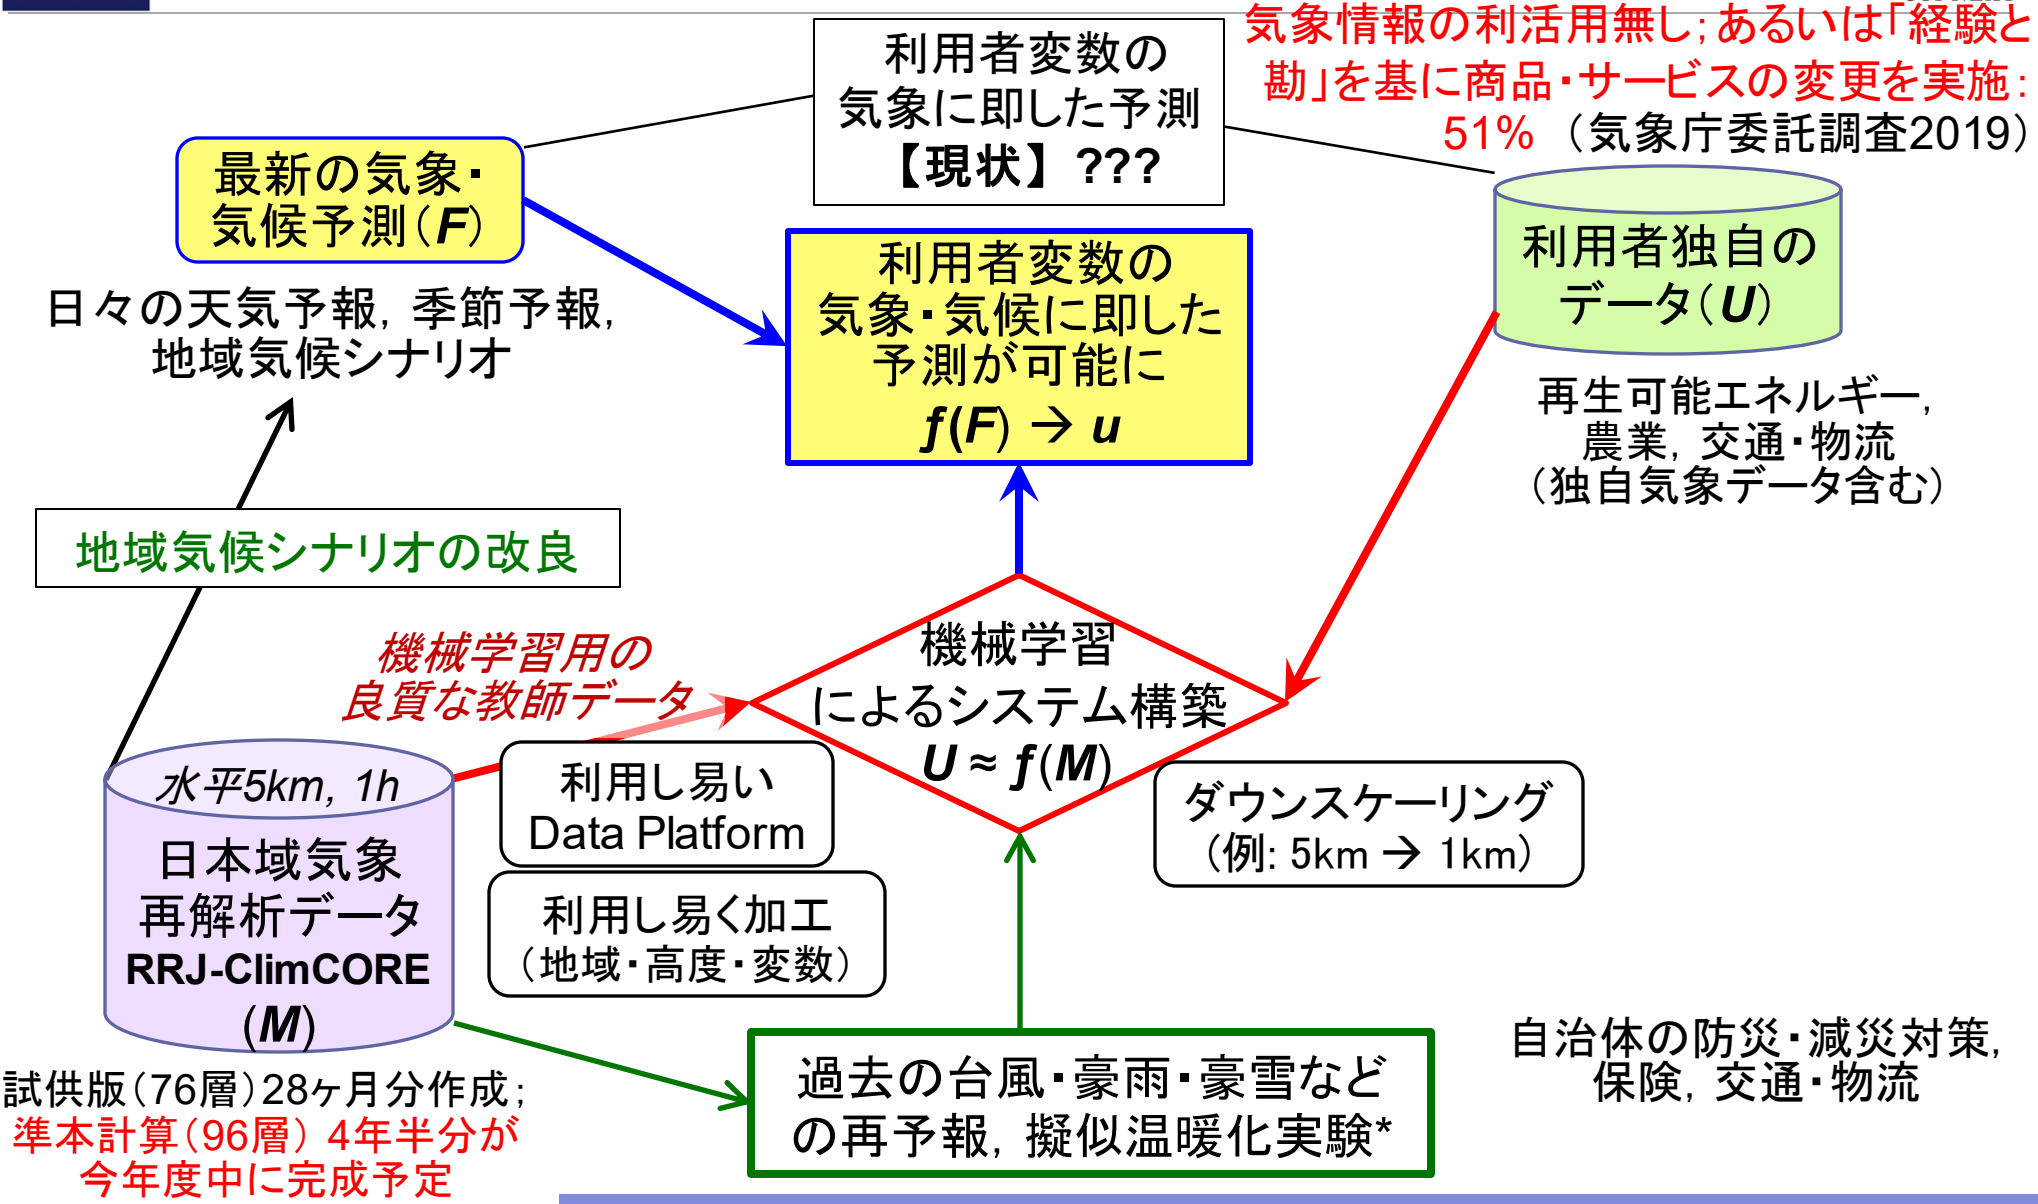 気象情報の利活用無し；あるいは「経験と
勘」を基に商品・サービスの変更を実施：
51% （気象庁委託調査2019）
利用者変数の
気象に即した予測
【現状】 ???
最新の気象・
気候予測（F）
日々の天気予報，季節予報，
地域気候シナリオ
利用者変数の
気象・気候に即した
予測が可能に
f(F) → u
利用者独自の
データ（U）
再生可能エネルギー，
農業，交通・物流
（独自気象データ含む）
地域気候シナリオの改良
機械学習用の
良質な教師データ
機械学習
によるシステム構築
U ≈ f(M)
利用し易い
Data Platform
利用し易く加工
（地域・高度・変数）
ダウンスケーリング
（例: 5km → 1km）
水平5km, 1h
日本域気象
再解析データ
RRJ-ClimCORE
(M)
試供版（76層）28ヶ月分作成；
準本計算（96層） 4年半分が
今年度中に完成予定
過去の台風・豪雨・豪雪など
の再予報，擬似温暖化実験*
自治体の防災・減災対策，
保険，交通・物流